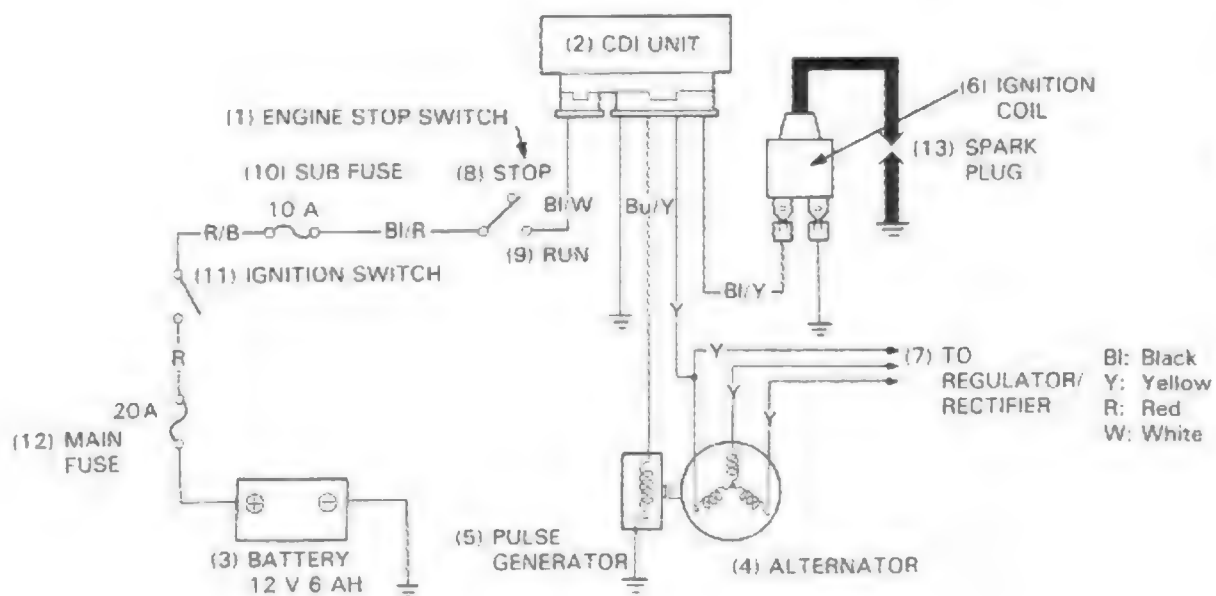 (2) CDI UNIT
(1) ENGINE STOP SWITCH
(6) IGNITION
COIL
(13) SPARK
PLUG
(10) SUB FUSE
10 A
(8) STOP
Bl/W
Bu/Y
R/B
Bl/R
(9) RUN
(11) IGNITION SWITCH
Bl/Y
Y
R
Y
Y
Y
(7) TO
REGULATOR/
RECTIFIER
Bl: Black
Y: Yellow
R: Red
W: White
20 A
(12) MAIN
FUSE
⊕ ⊖
(3) BATTERY
12 V 6 AH
(5) PULSE
GENERATOR
(4) ALTERNATOR